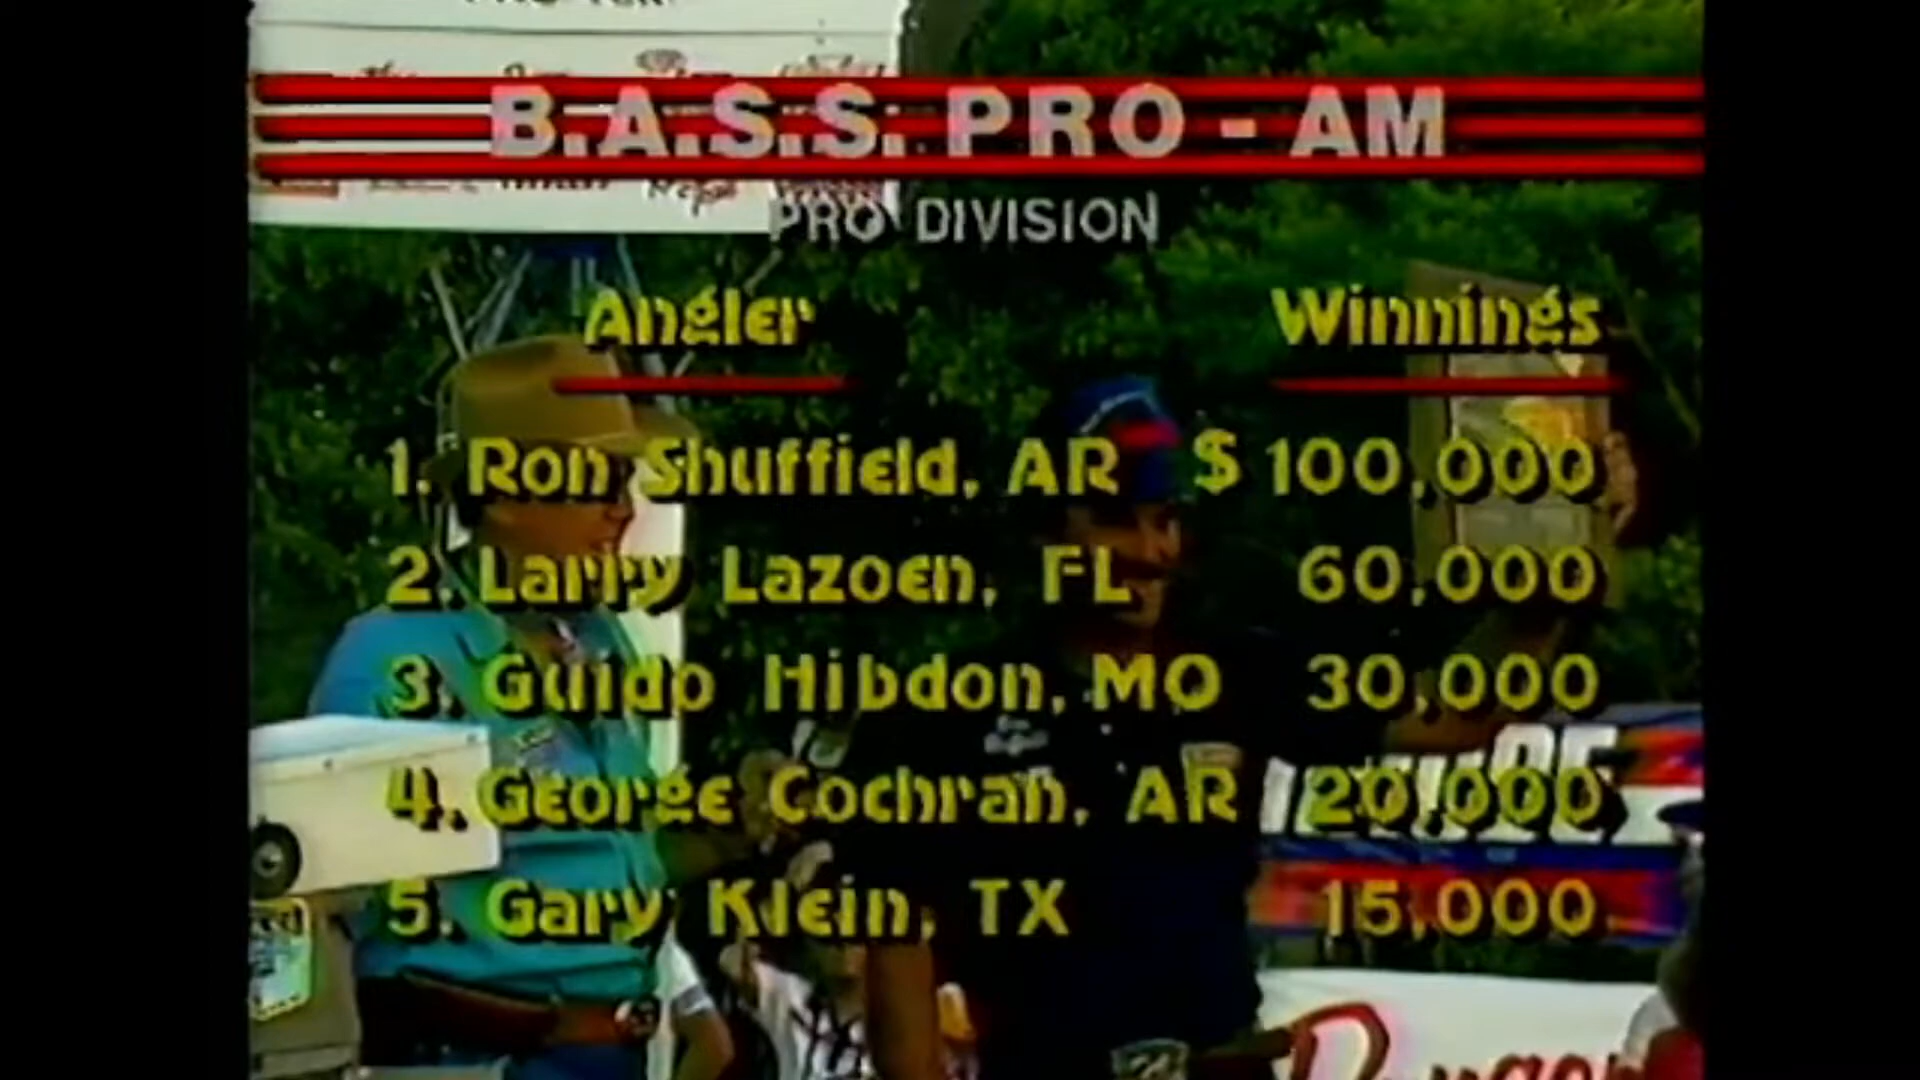 B.A.S.S. PRO - AM
PRO DIVISION
Angler Winnings
1. Ron Shuffield, AR $ 100,000
2. Larry Lazoen, FL 60,000
3. Guido Hibdon, MO 30,000
4. George Cochran, AR 20,000
5. Gary Klein, TX 15,000